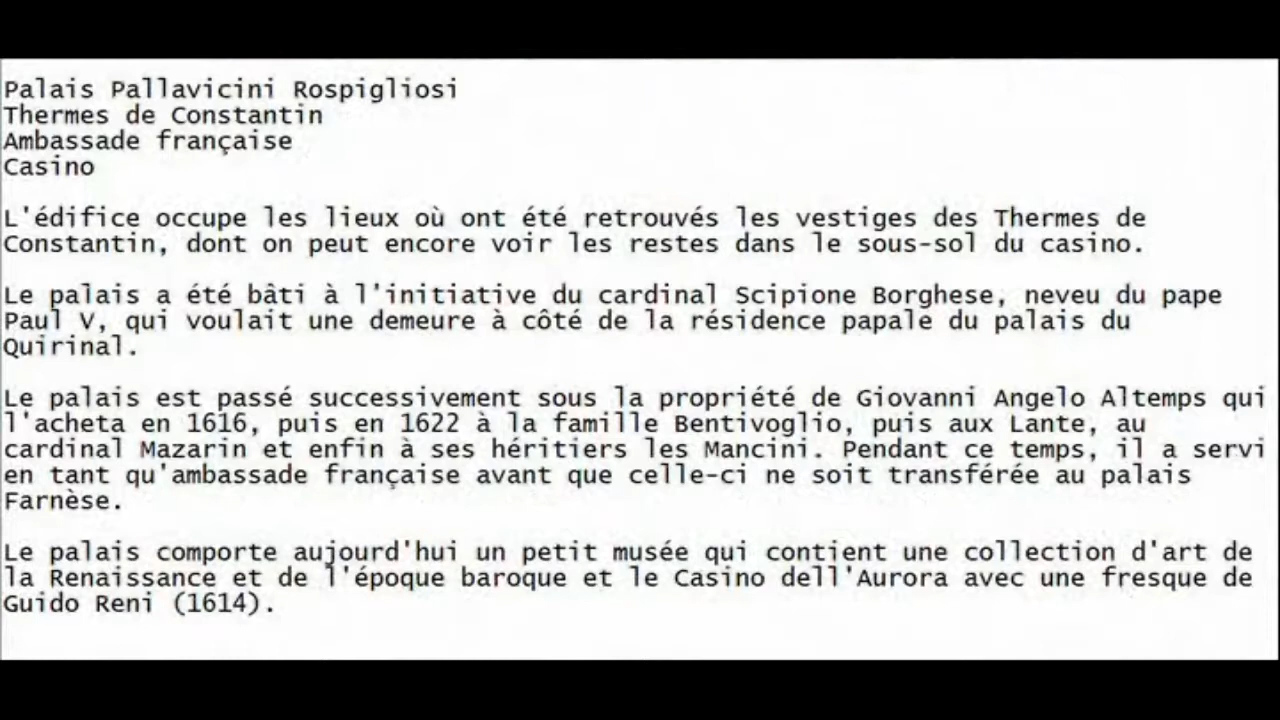 Palais Pallavicini Rospigliosi
Thermes de Constantin
Ambassade française
Casino
L'édifice occupe les lieux où ont été retrouvés les vestiges des Thermes de
Constantin, dont on peut encore voir les restes dans le sous-sol du casino.
Le palais a été bâti à l'initiative du cardinal Scipione Borghese, neveu du pape
Paul V, qui voulait une demeure à côté de la résidence papale du palais du
Quirinal.
Le palais est passé successivement sous la propriété de Giovanni Angelo Altemps qui
l'acheta en 1616, puis en 1622 à la famille Bentivoglio, puis aux Lante, au
cardinal Mazarin et enfin à ses héritiers les Mancini. Pendant ce temps, il a servi
en tant qu'ambassade française avant que celle-ci ne soit transférée au palais
Farnèse.
Le palais comporte aujourd'hui un petit musée qui contient une collection d'art de
la Renaissance et de l'époque baroque et le Casino dell'Aurora avec une fresque de
Guido Reni (1614).